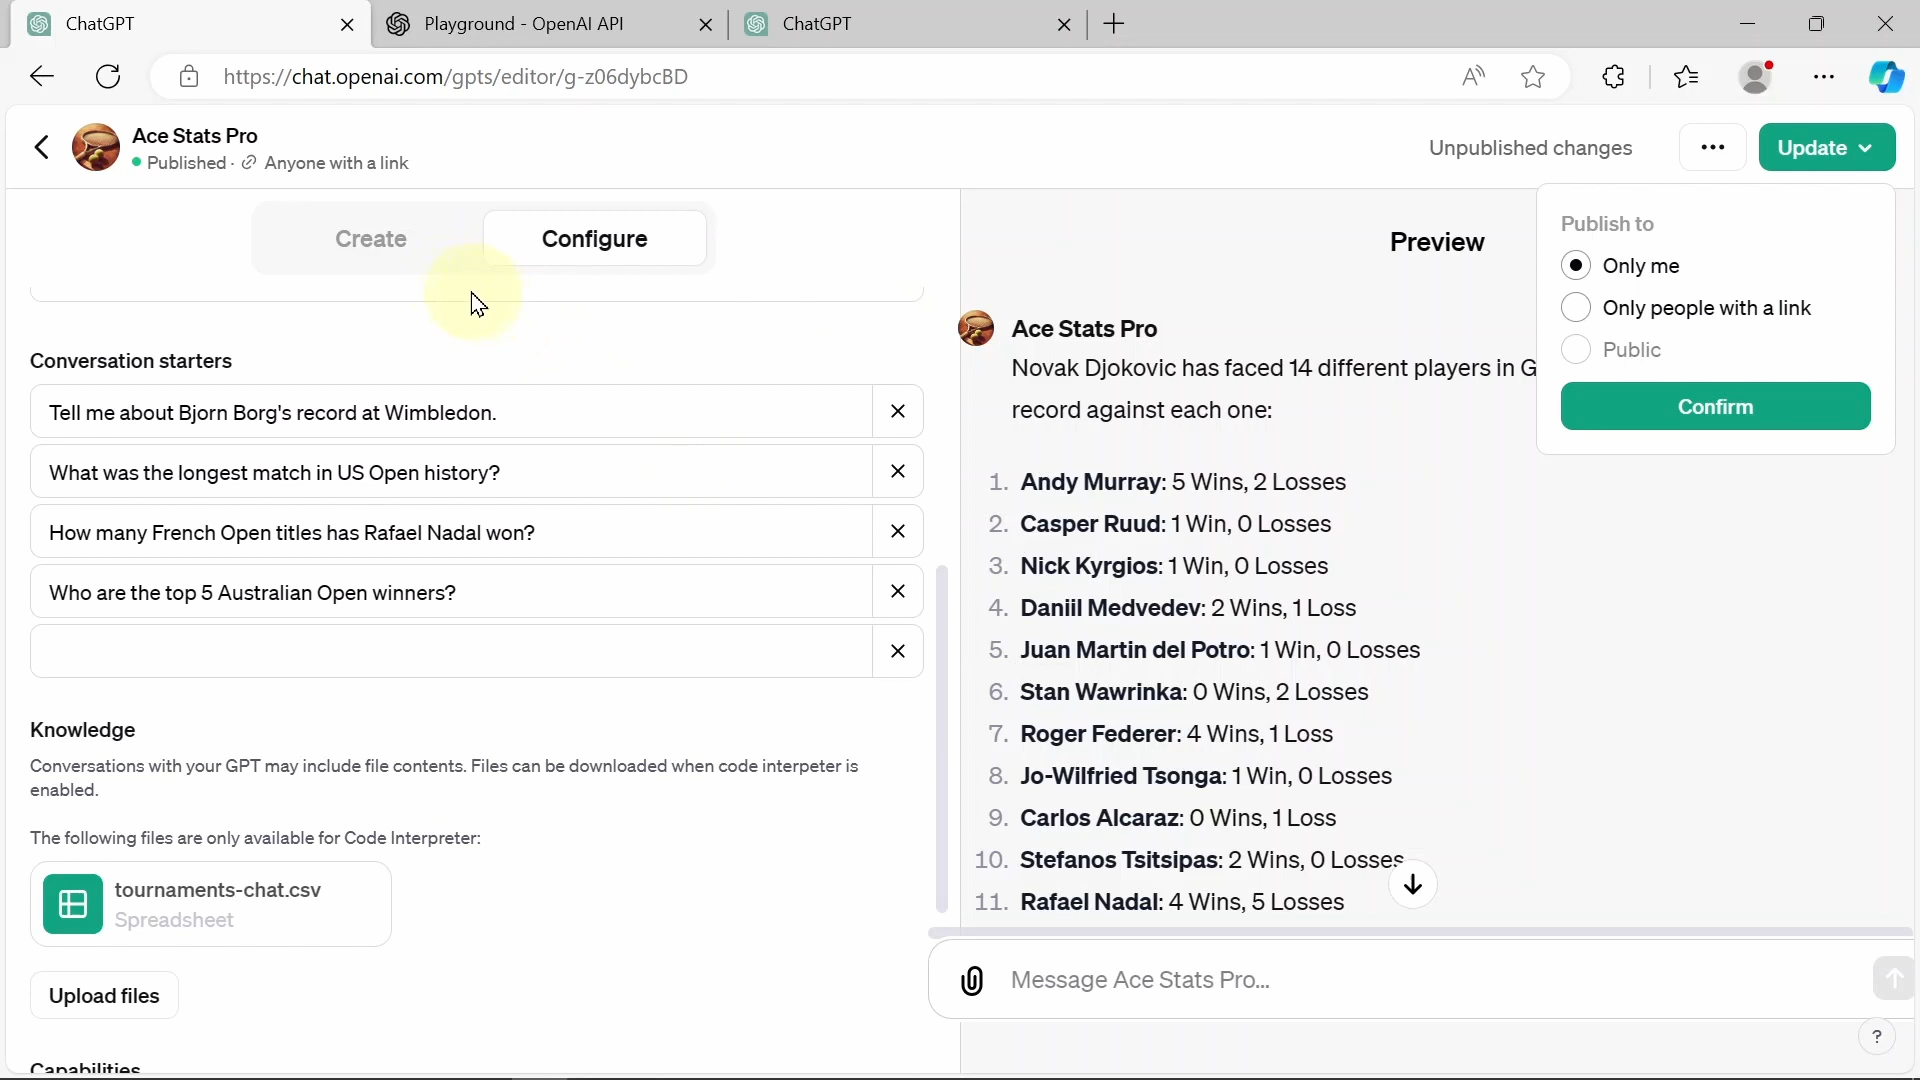 ChatGPT
Playground - OpenAI API
ChatGPT
https://chat.openai.com/gpts/editor/g-z06dybcBD
Ace Stats Pro
Published · Anyone with a link
Unpublished changes
Update
Create
Configure
Conversation starters
Tell me about Bjorn Borg's record at Wimbledon.
What was the longest match in US Open history?
How many French Open titles has Rafael Nadal won?
Who are the top 5 Australian Open winners?
Knowledge
Conversations with your GPT may include file contents. Files can be downloaded when code interpeter is
enabled.
The following files are only available for Code Interpreter:
tournaments-chat.csv
Spreadsheet
Upload files
Capabilities
Preview
Ace Stats Pro
Novak Djokovic has faced 14 different players in G
record against each one:
1. Andy Murray: 5 Wins, 2 Losses
2. Casper Ruud: 1 Win, 0 Losses
3. Nick Kyrgios: 1 Win, 0 Losses
4. Daniil Medvedev: 2 Wins, 1 Loss
5. Juan Martin del Potro: 1 Win, 0 Losses
6. Stan Wawrinka: 0 Wins, 2 Losses
7. Roger Federer: 4 Wins, 1 Loss
8. Jo-Wilfried Tsonga: 1 Win, 0 Losses
9. Carlos Alcaraz: 0 Wins, 1 Loss
10. Stefanos Tsitsipas: 2 Wins, 0 Losses
11. Rafael Nadal: 4 Wins, 5 Losses
Message Ace Stats Pro...
?
Publish to
Only me
Only people with a link
Public
Confirm